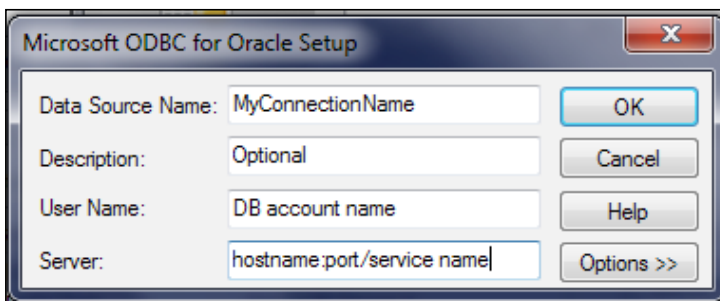 Microsoft ODBC for Oracle Setup
X
Data Source Name: MyConnectionName OK
Description: Optional Cancel
User Name: DB account name Help
Server: hostname:port/service name Options >>